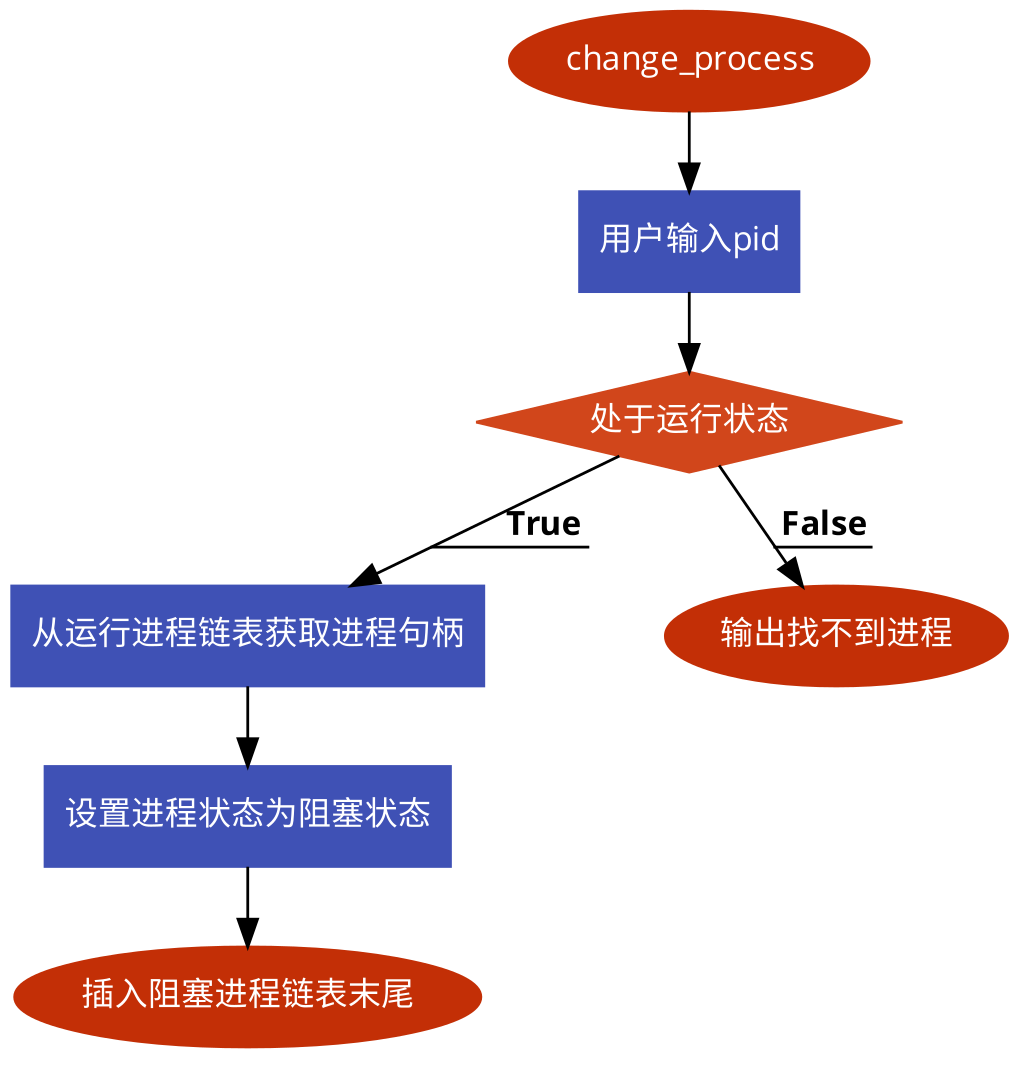 change_process
用户输入pid
处于运行状态
True
False
从运行进程链表获取进程句柄
输出找不到进程
设置进程状态为阻塞状态
插入阻塞进程链表末尾